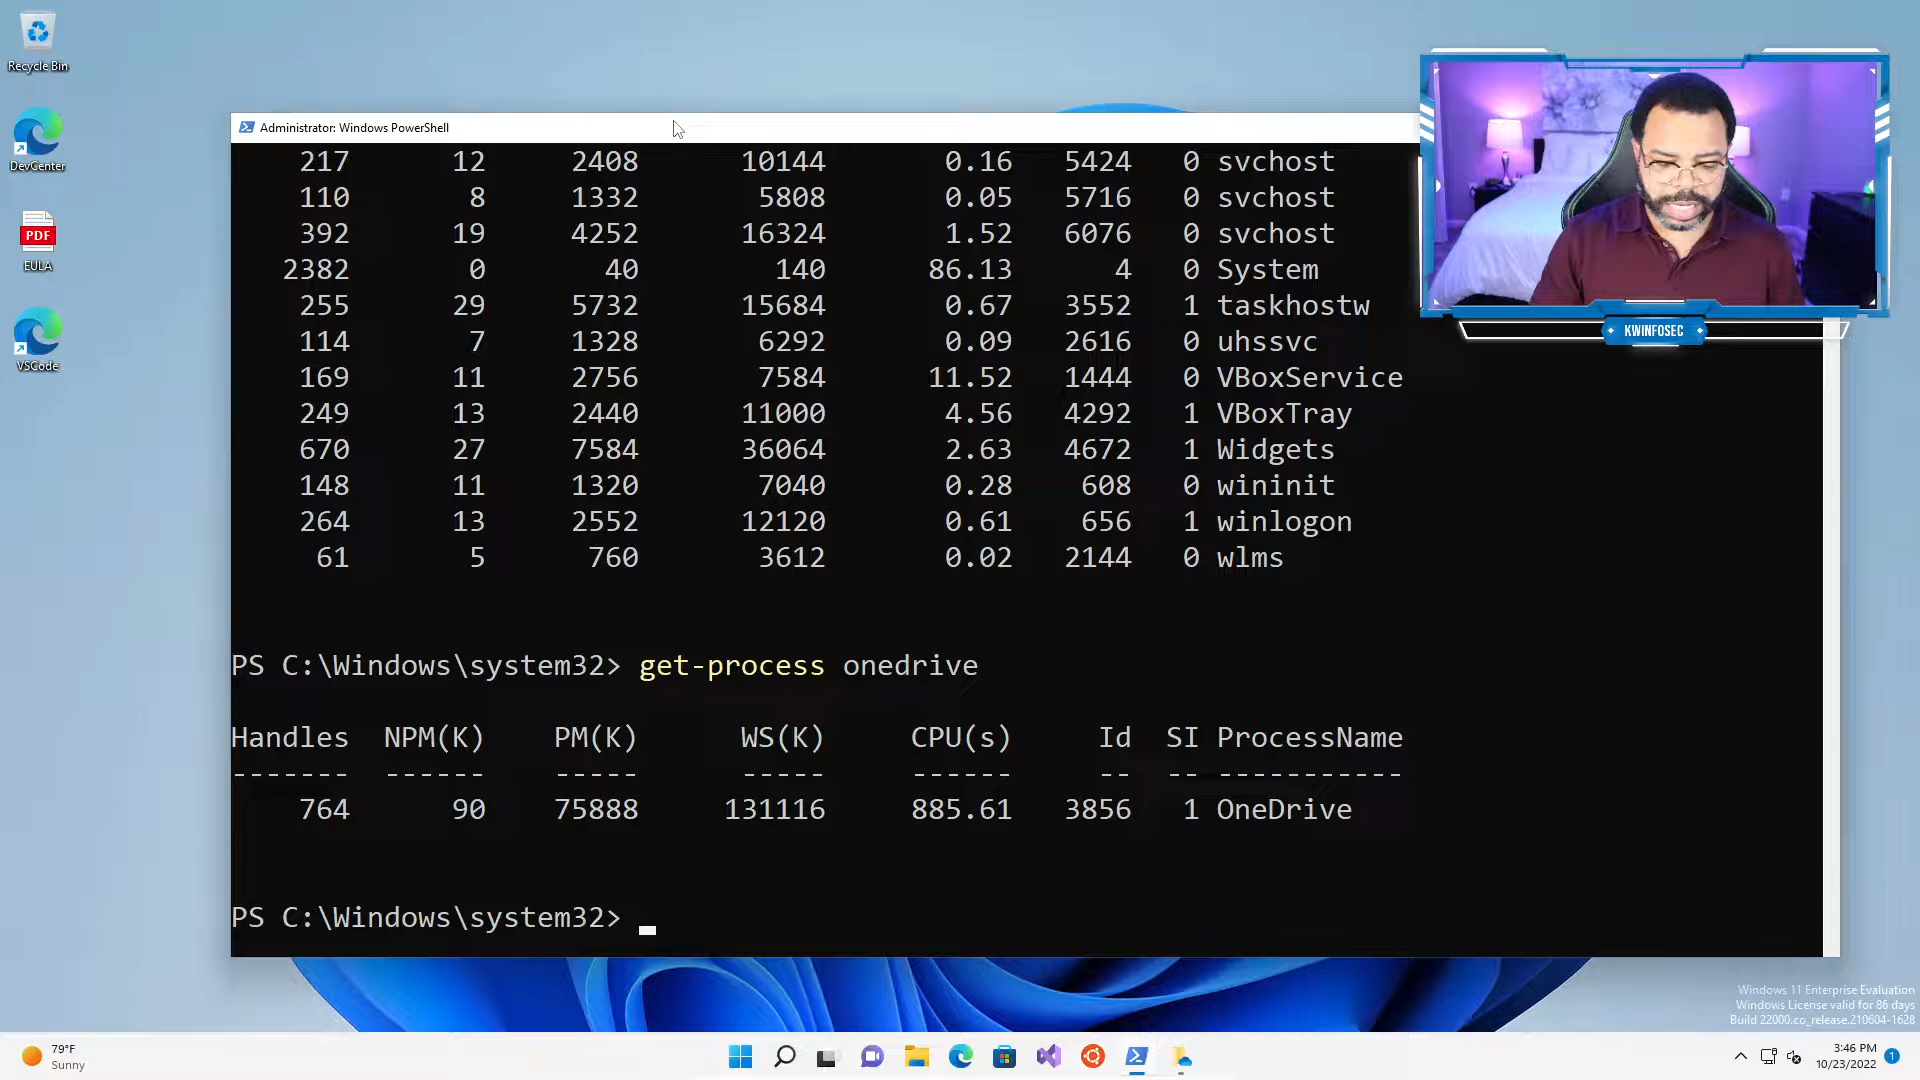 Recycle Bin
DevCenter
PDF
EULA
VSCode
Administrator: Windows PowerShell
217 12 2408 10144 0.16 5424 0 svchost
110 8 1332 5808 0.05 5716 0 svchost
392 19 4252 16324 1.52 6076 0 svchost
2382 0 40 140 86.13 4 0 System
255 29 5732 15684 0.67 3552 1 taskhostw
114 7 1328 6292 0.09 2616 0 uhssvc
169 11 2756 7584 11.52 1444 0 VBoxService
249 13 2440 11000 4.56 4292 1 VBoxTray
670 27 7584 36064 2.63 4672 1 Widgets
148 11 1320 7040 0.28 608 0 wininit
264 13 2552 12120 0.61 656 1 winlogon
61 5 760 3612 0.02 2144 0 wlms
PS C:\Windows\system32> get-process onedrive
Handles NPM(K) PM(K) WS(K) CPU(s) Id SI ProcessName
------- ------ ----- ----- ------ -- -- -----------
764 90 75888 131116 885.61 3856 1 OneDrive
PS C:\Windows\system32>
KWINFOSEC
Windows 11 Enterprise Evaluation
Windows License valid for 86 days
Build 22000.co_release.210604-1628
79°F
Sunny
3:46 PM
10/23/2022
1